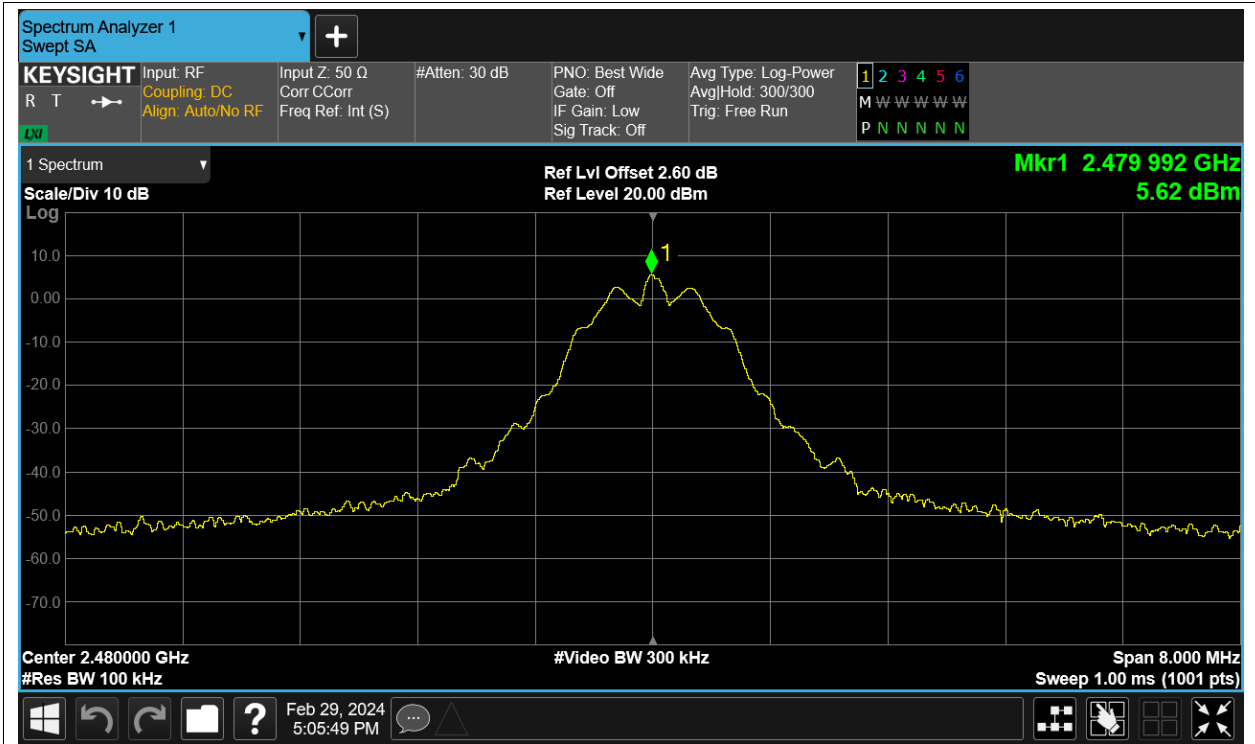 Spectrum Analyzer 1
Swept SA
+
KEYSIGHT
R T
LXI
Input: RF
Coupling: DC
Align: Auto/No RF
Input Z: 50 Ω
Corr CCorr
Freq Ref: Int (S)
#Atten: 30 dB
PNO: Best Wide
Gate: Off
IF Gain: Low
Sig Track: Off
Avg Type: Log-Power
Avg|Hold: 300/300
Trig: Free Run
1 2 3 4 5 6
M W W W W W
P N N N N N
1 Spectrum
Scale/Div 10 dB
Log
Ref Lvl Offset 2.60 dB
Ref Level 20.00 dBm
Mkr1 2.479 992 GHz
5.62 dBm
1
10.0
0.00
-10.0
-20.0
-30.0
-40.0
-50.0
-60.0
-70.0
Center 2.480000 GHz
#Res BW 100 kHz
#Video BW 300 kHz
Span 8.000 MHz
Sweep 1.00 ms (1001 pts)
?
Feb 29, 2024
5:05:49 PM